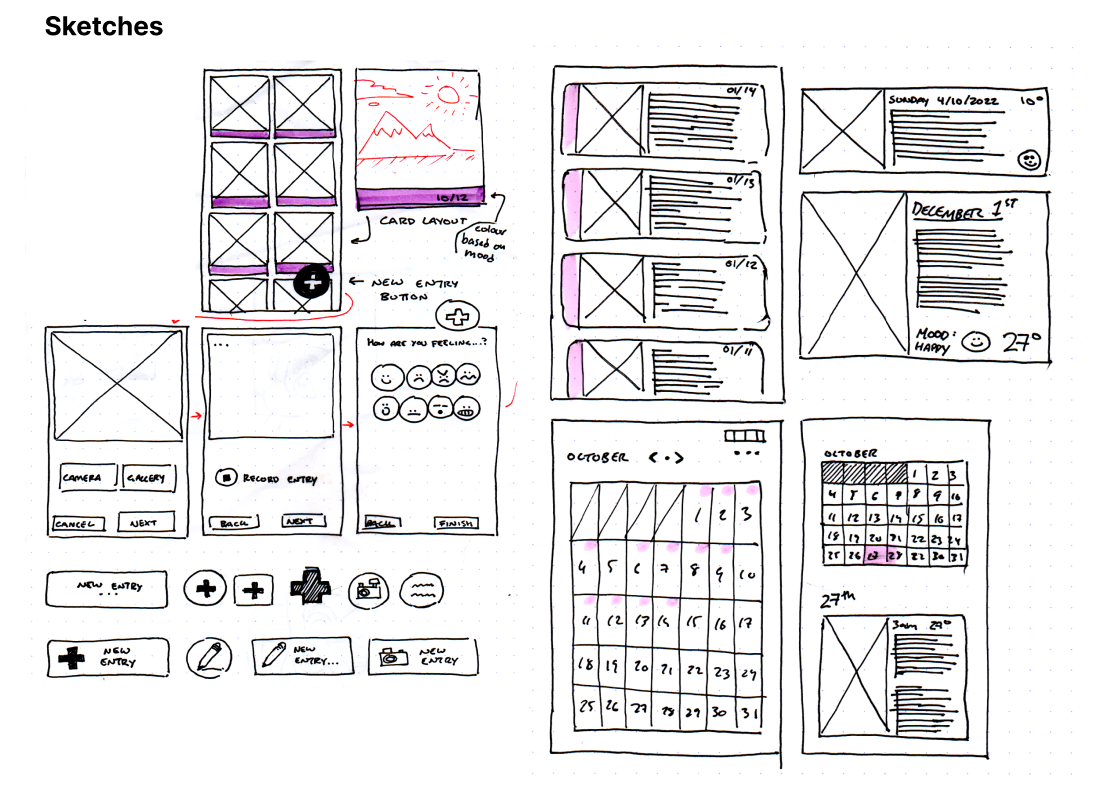 Sketches
10/12
CARD LAYOUT
colour
based on
mood
NEW ENTRY
BUTTON
CAMERA
GALLERY
CANCEL
NEXT
...
RECORD ENTRY
BACK
NEXT
HOW ARE YOU FEELING...?
BACK
FINISH
NEW ENTRY
...
NEW
ENTRY
NEW
ENTRY...
NEW
ENTRY
01/14
01/13
01/12
01/11
SUNDAY 4/10/2022 10°
DECEMBER 1ST
MOOD:
HAPPY
27°
OCTOBER < • >
...
1 2 3
4 5 6 7 8 9 10
11 12 13 14 15 16 17
18 19 20 21 22 23 24
25 26 27 28 29 30 31
OCTOBER
1 2 3
4 5 6 7 8 9 10
11 12 13 14 15 16 17
18 19 20 21 22 23 24
25 26 27 28 29 30 31
27th
3am 27°